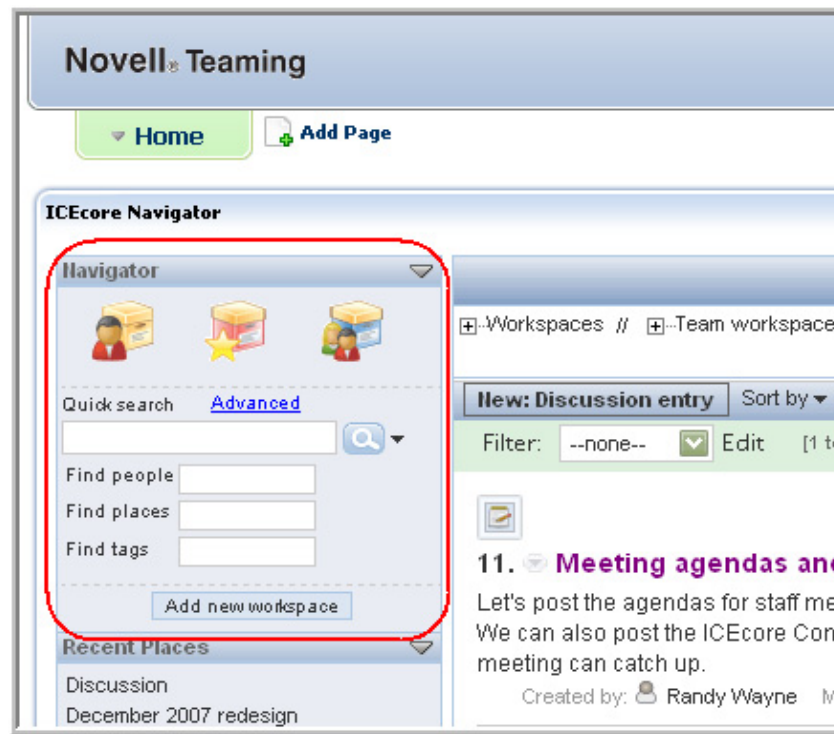 Novell® Teaming
Home
Add Page
ICEcore Navigator
Navigator
Quick search Advanced
Find people
Find places
Find tags
Add new workspace
Recent Places
Discussion
December 2007 redesign
Workspaces // Team workspace
New: Discussion entry Sort by
Filter: --none-- Edit [1 t
11. Meeting agendas an
Let's post the agendas for staff me
We can also post the ICEcore Con
meeting can catch up.
Created by: Randy Wayne M